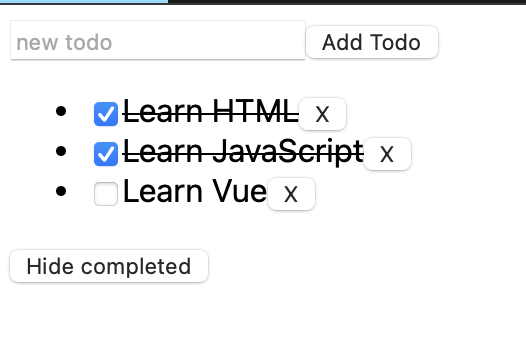 new todo Add Todo
Learn HTML X
Learn JavaScript X
Learn Vue X
Hide completed